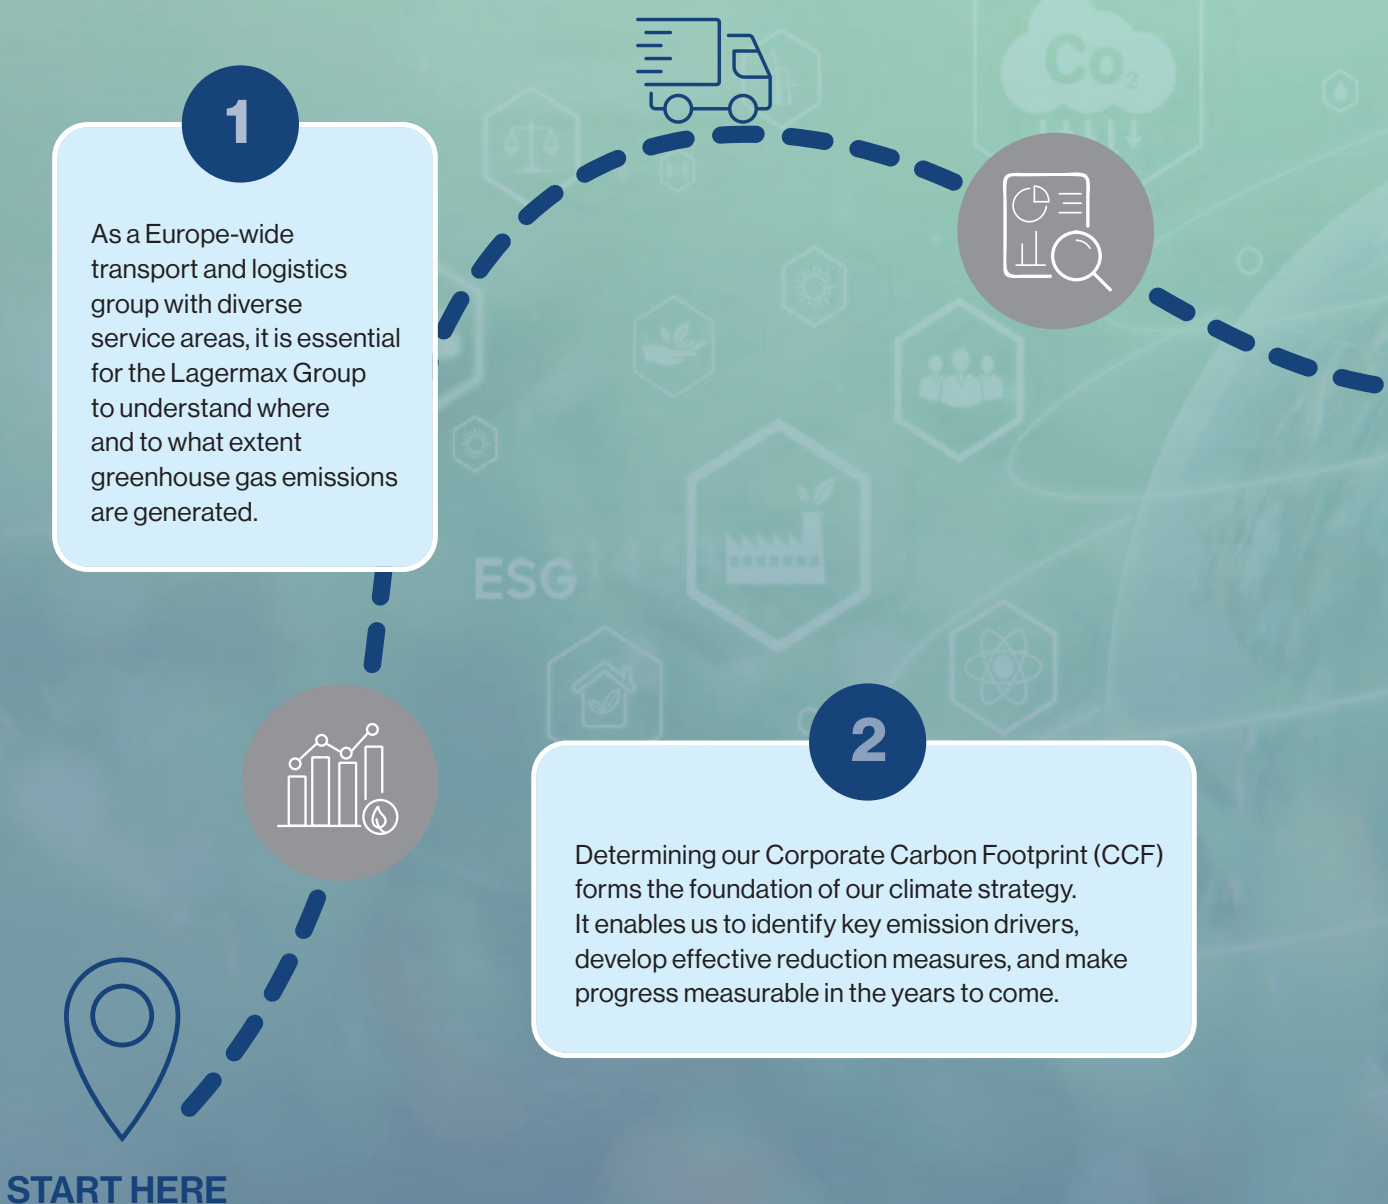 Co₂
1
As a Europe-wide
transport and logistics
group with diverse
service areas, it is essential
for the Lagermax Group
to understand where
and to what extent
greenhouse gas emissions
are generated.
ESG
2
Determining our Corporate Carbon Footprint (CCF)
forms the foundation of our climate strategy.
It enables us to identify key emission drivers,
develop effective reduction measures, and make
progress measurable in the years to come.
START HERE